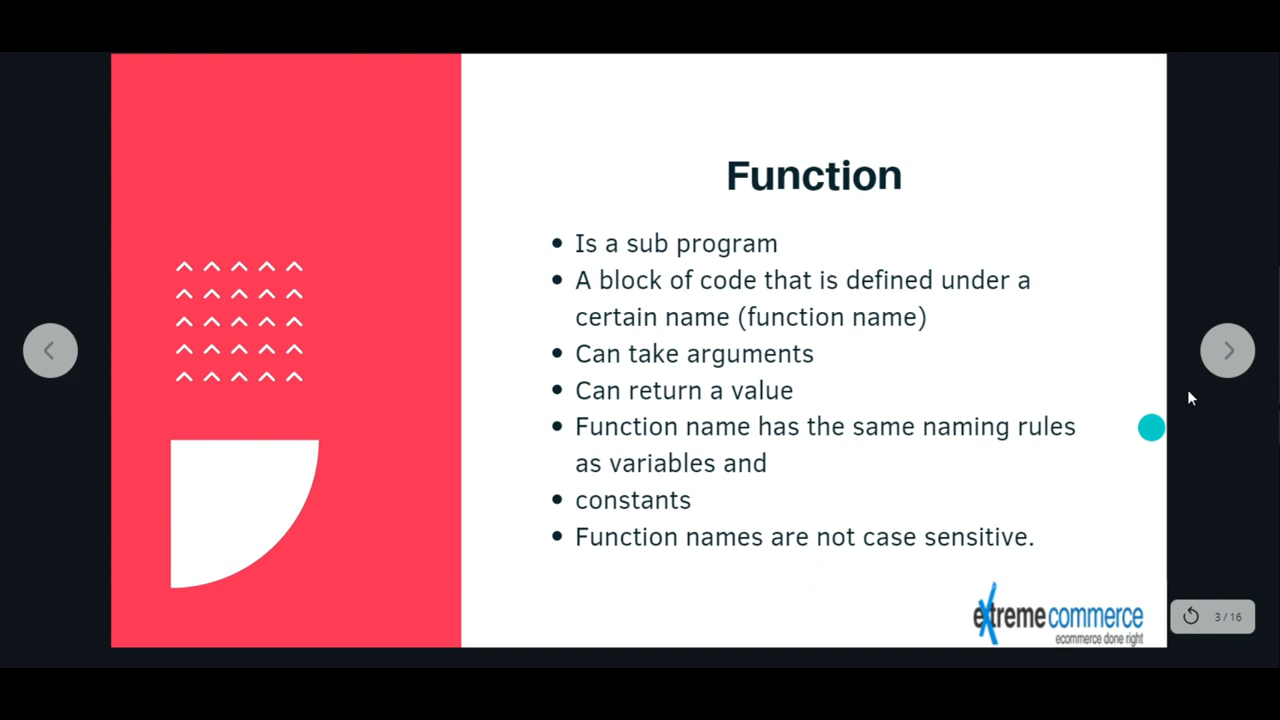 Function
• Is a sub program
• A block of code that is defined under a
certain name (function name)
• Can take arguments
• Can return a value
• Function name has the same naming rules
as variables and
• constants
• Function names are not case sensitive.
extreme commerce
ecommerce done right
3 / 16